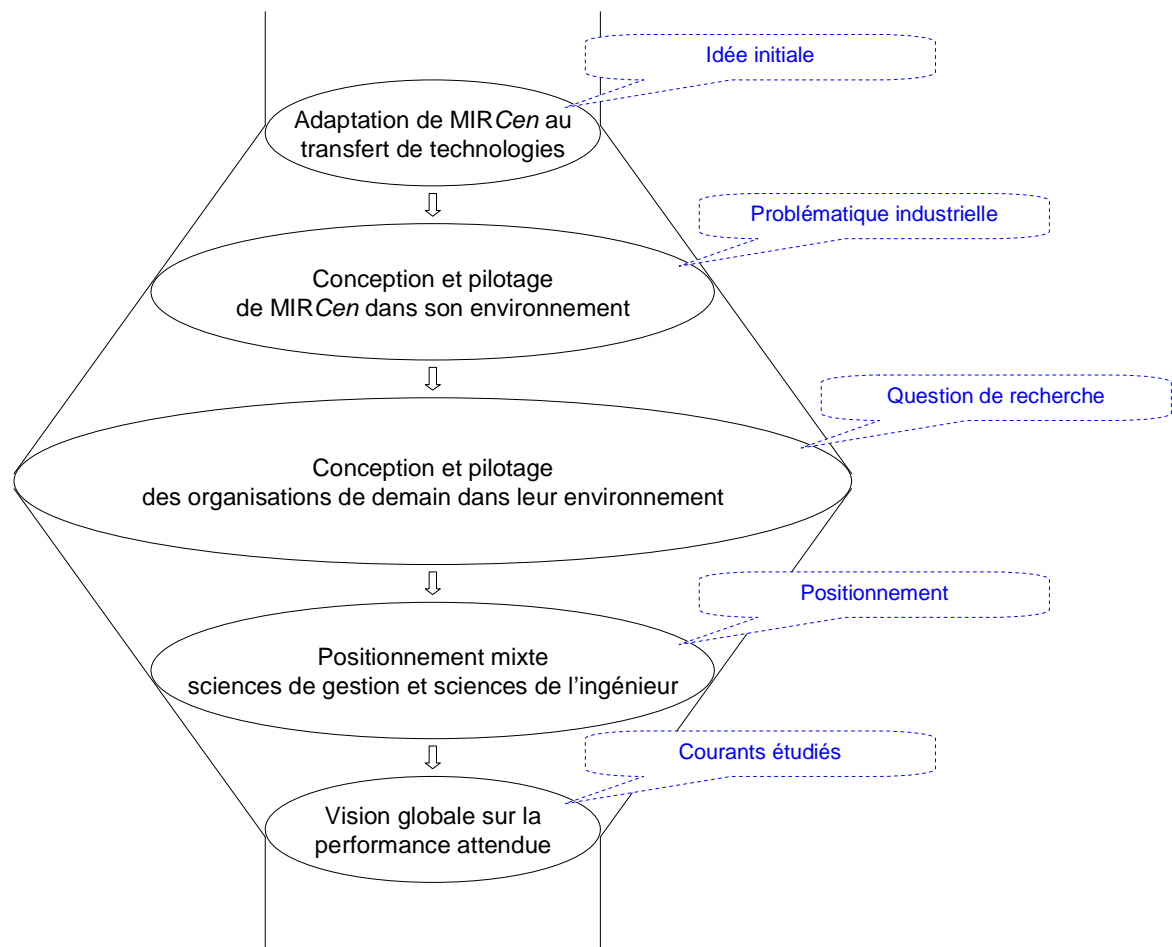 Idée initiale
Adaptation de MIRCen au
transfert de technologies
Problématique industrielle
Conception et pilotage
de MIRCen dans son environnement
Question de recherche
Conception et pilotage
des organisations de demain dans leur environnement
Positionnement
Positionnement mixte
sciences de gestion et sciences de l’ingénieur
Courants étudiés
Vision globale sur la
performance attendue